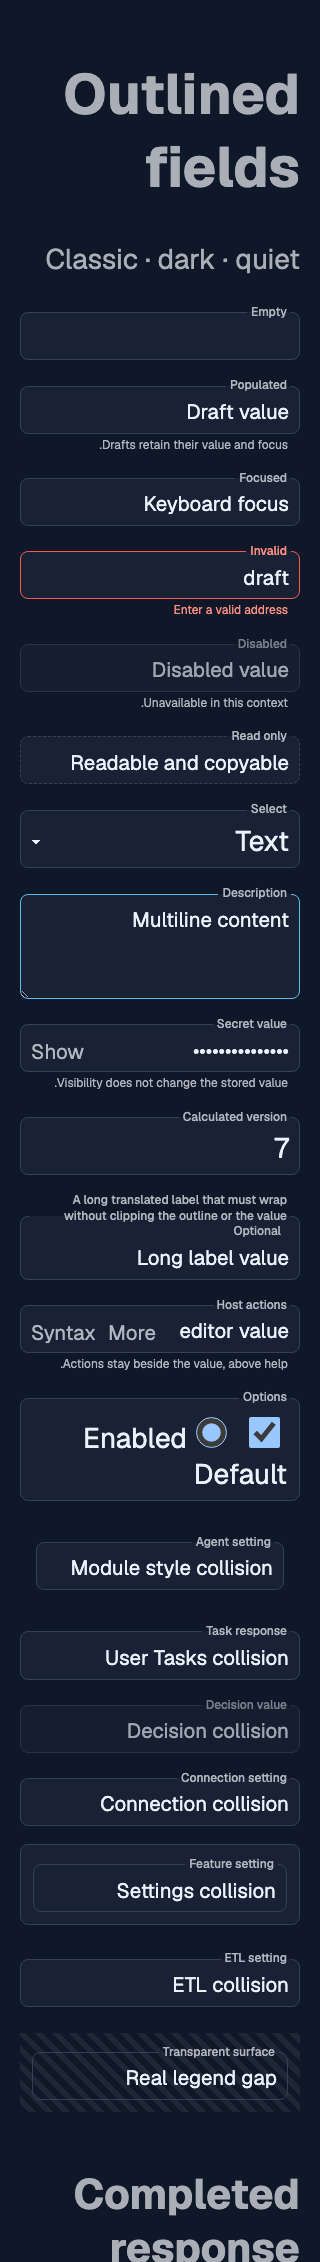 Outlined
fields
Classic · dark · quiet
Empty
Populated
Draft value
.Drafts retain their value and focus
Focused
Keyboard focus
Invalid
draft
Enter a valid address
Disabled
Disabled value
.Unavailable in this context
Read only
Readable and copyable
Select
Text
Description
Multiline content
Secret value
Show •••••••••••••••
.Visibility does not change the stored value
Calculated version
7
A long translated label that must wrap
without clipping the outline or the value
Optional
Long label value
Host actions
Syntax More editor value
.Actions stay beside the value, above help
Options
Enabled
Default
Agent setting
Module style collision
Task response
User Tasks collision
Decision value
Decision collision
Connection setting
Connection collision
Feature setting
Settings collision
ETL setting
ETL collision
Transparent surface
Real legend gap
Completed
response